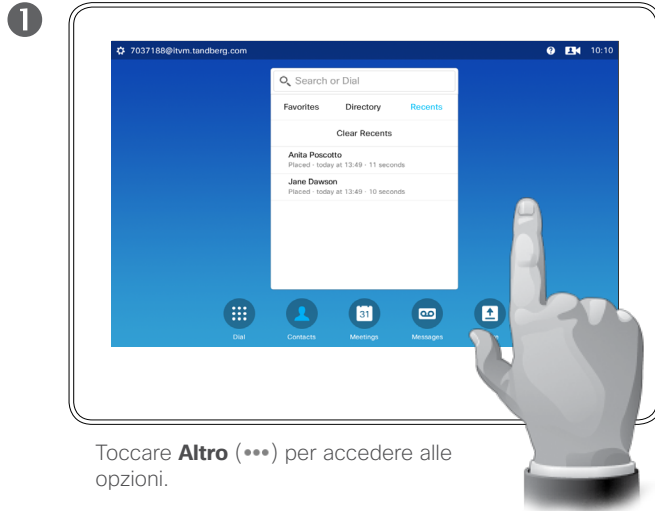 1
7037188@itvm.tandberg.com
10:10
Search or Dial
Favorites Directory Recents
Clear Recents
Anita Poscotto
Placed · today at 13:49 · 11 seconds
Jane Dawson
Placed · today at 13:49 · 10 seconds
31
Dial Contacts Meetings Messages
Toccare Altro (•••) per accedere alle
opzioni.